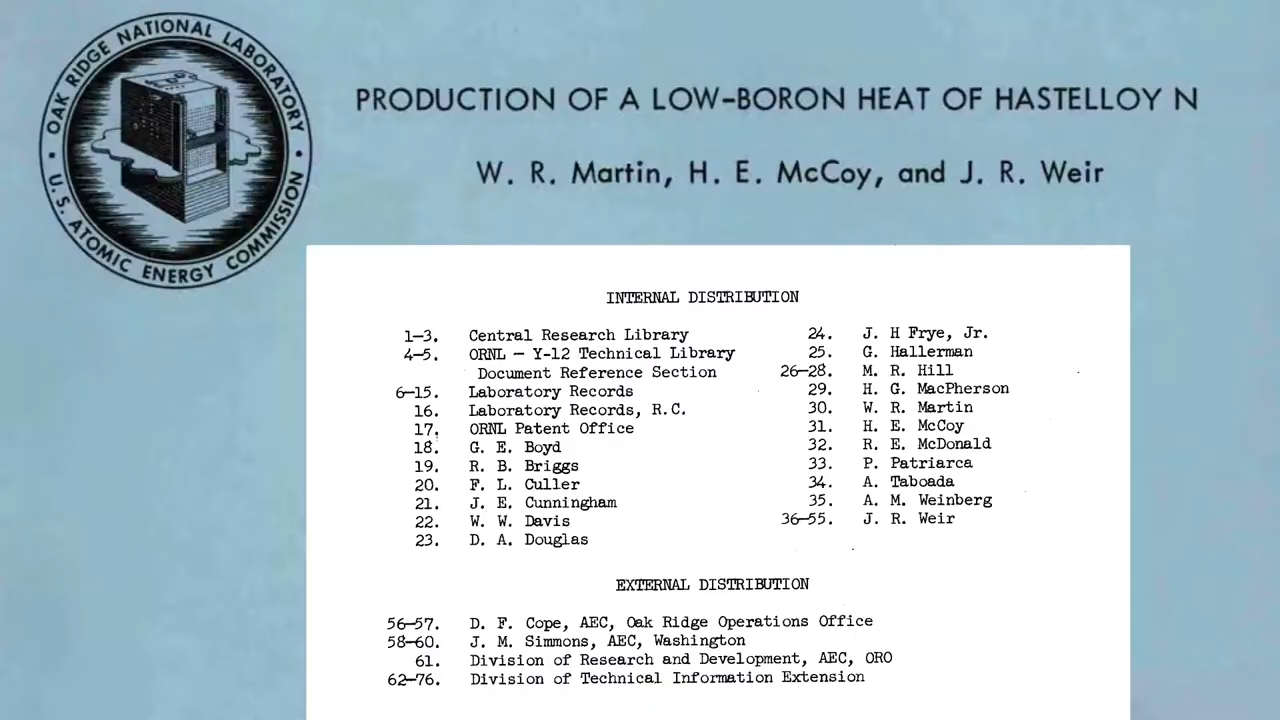 OAK RIDGE NATIONAL LABORATORY
• U.S. ATOMIC ENERGY COMMISSION •
PRODUCTION OF A LOW-BORON HEAT OF HASTELLOY N
W. R. Martin, H. E. McCoy, and J. R. Weir
INTERNAL DISTRIBUTION
1–3. Central Research Library
4–5. ORNL – Y-12 Technical Library
Document Reference Section
6–15. Laboratory Records
16. Laboratory Records, R.C.
17. ORNL Patent Office
18. G. E. Boyd
19. R. B. Briggs
20. F. L. Culler
21. J. E. Cunningham
22. W. W. Davis
23. D. A. Douglas
24. J. H Frye, Jr.
25. G. Hallerman
26–28. M. R. Hill
29. H. G. MacPherson
30. W. R. Martin
31. H. E. McCoy
32. R. E. McDonald
33. P. Patriarca
34. A. Taboada
35. A. M. Weinberg
36–55. J. R. Weir
EXTERNAL DISTRIBUTION
56–57. D. F. Cope, AEC, Oak Ridge Operations Office
58–60. J. M. Simmons, AEC, Washington
61. Division of Research and Development, AEC, ORO
62–76. Division of Technical Information Extension